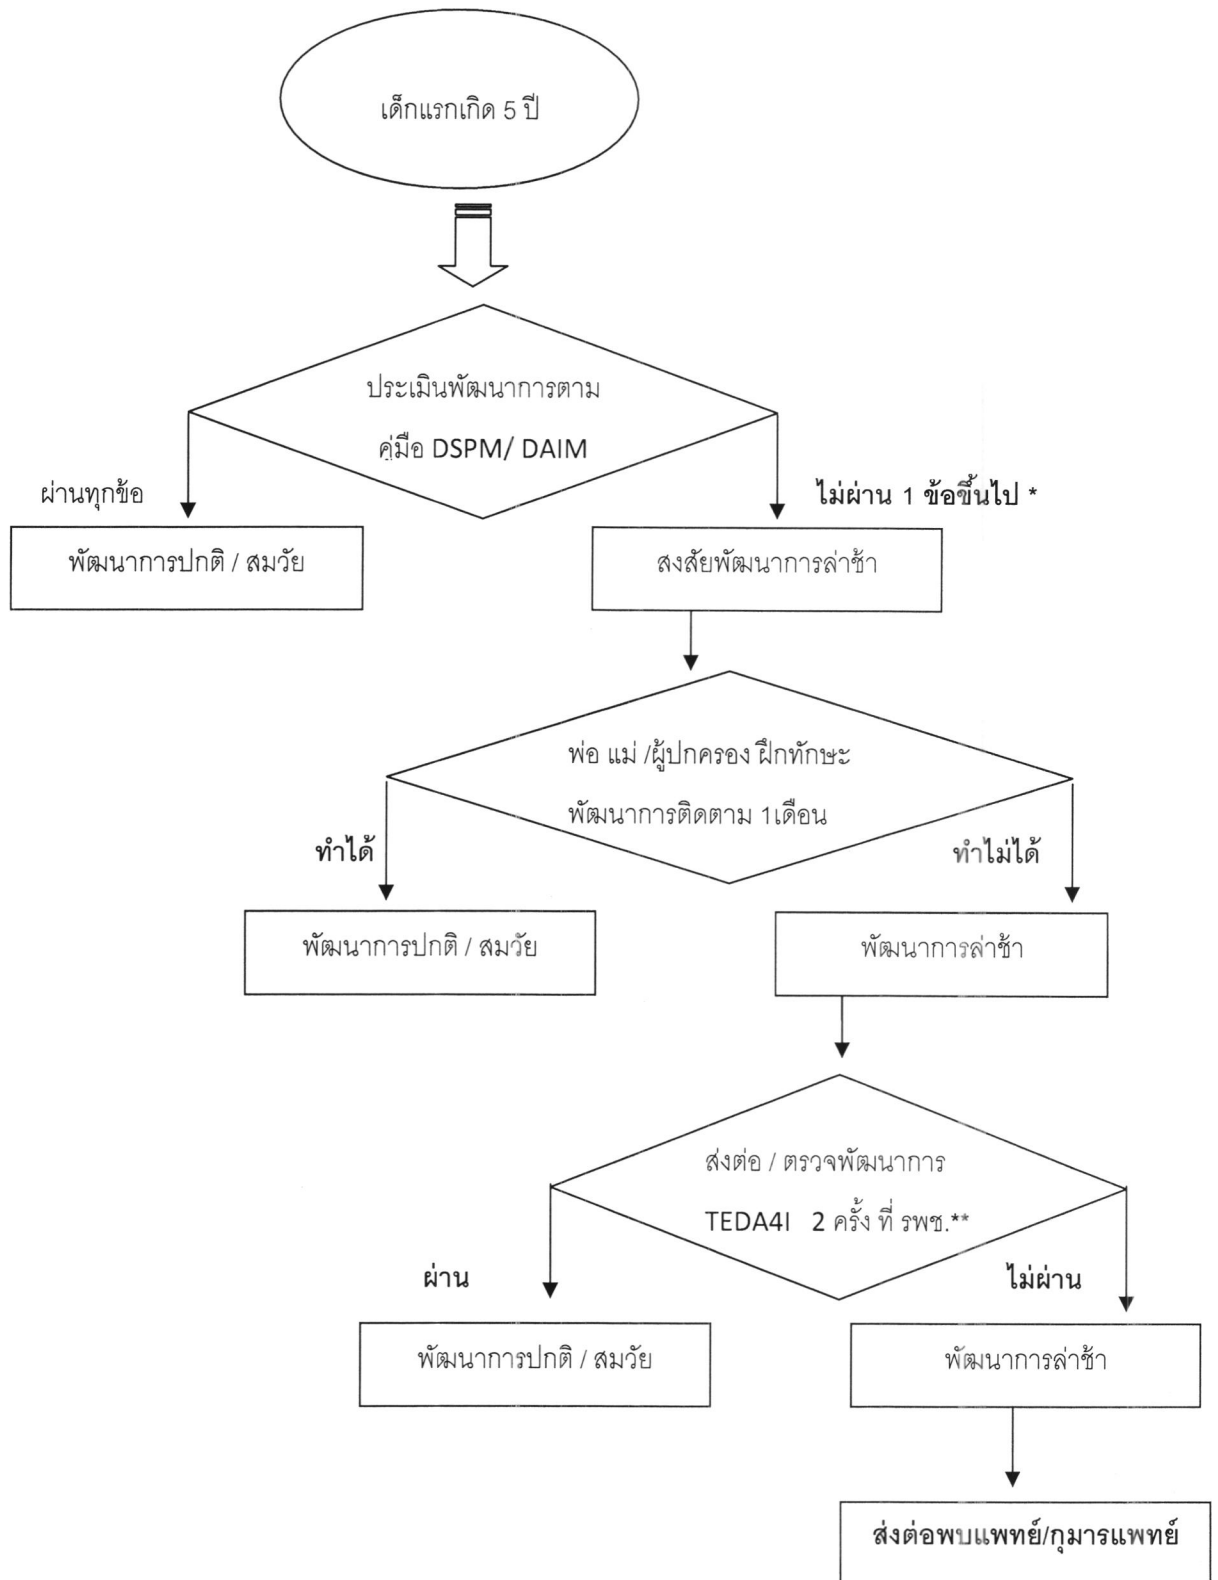 เด็กแรกเกิด 5 ปี
ประเมินพัฒนาการตาม
คู่มือ DSPM/ DAIM
ผ่านทุกข้อ
ไม่ผ่าน 1 ข้อขึ้นไป *
พัฒนาการปกติ / สมวัย
สงสัยพัฒนาการล่าช้า
พ่อ แม่ /ผู้ปกครอง ฝึกทักษะ
พัฒนาการติดตาม 1เดือน
ทำได้
ทำไม่ได้
พัฒนาการปกติ / สมวัย
พัฒนาการล่าช้า
ส่งต่อ / ตรวจพัฒนาการ
TEDA4I 2 ครั้ง ที่ รพช.**
ผ่าน
ไม่ผ่าน
พัฒนาการปกติ / สมวัย
พัฒนาการล่าช้า
ส่งต่อพบแพทย์/กุมารแพทย์